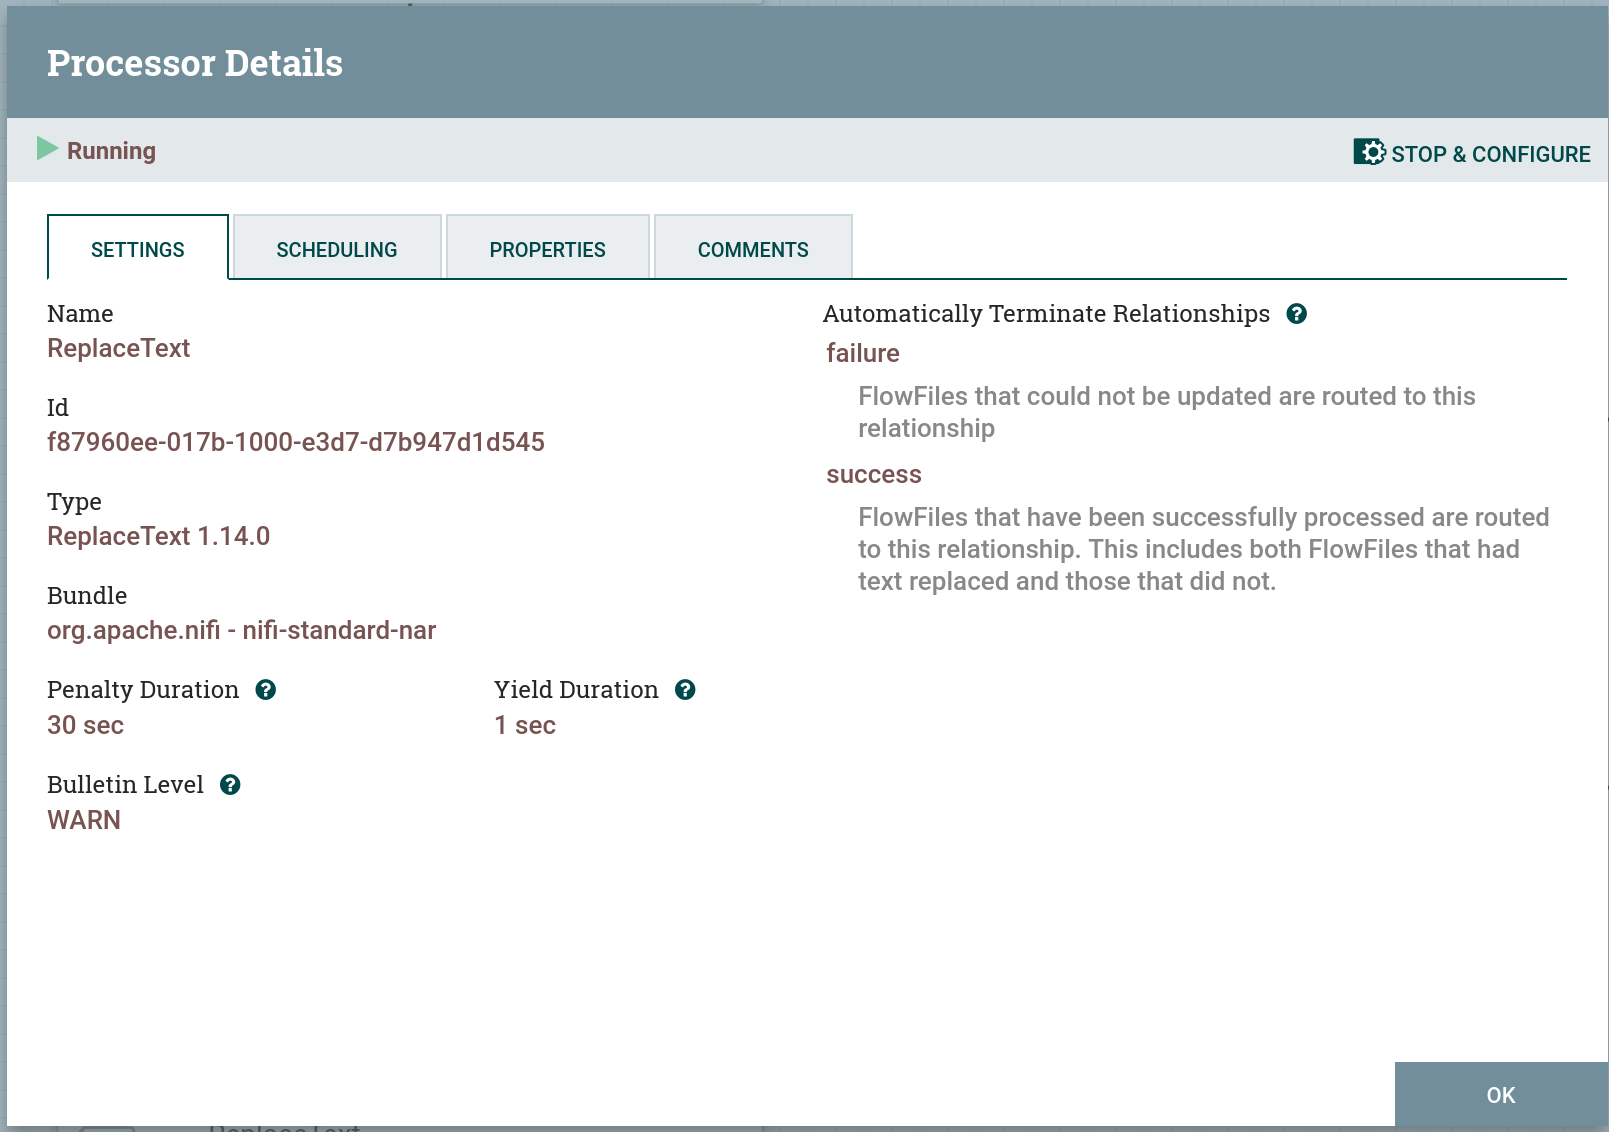 Processor Details
Running
STOP & CONFIGURE
SETTINGS
SCHEDULING
PROPERTIES
COMMENTS
Name
ReplaceText
Id
f87960ee-017b-1000-e3d7-d7b947d1d545
Type
ReplaceText 1.14.0
Bundle
org.apache.nifi - nifi-standard-nar
Penalty Duration
30 sec
Yield Duration
1 sec
Bulletin Level
WARN
Automatically Terminate Relationships
failure
FlowFiles that could not be updated are routed to this
relationship
success
FlowFiles that have been successfully processed are routed
to this relationship. This includes both FlowFiles that had
text replaced and those that did not.
OK
ReplaceText